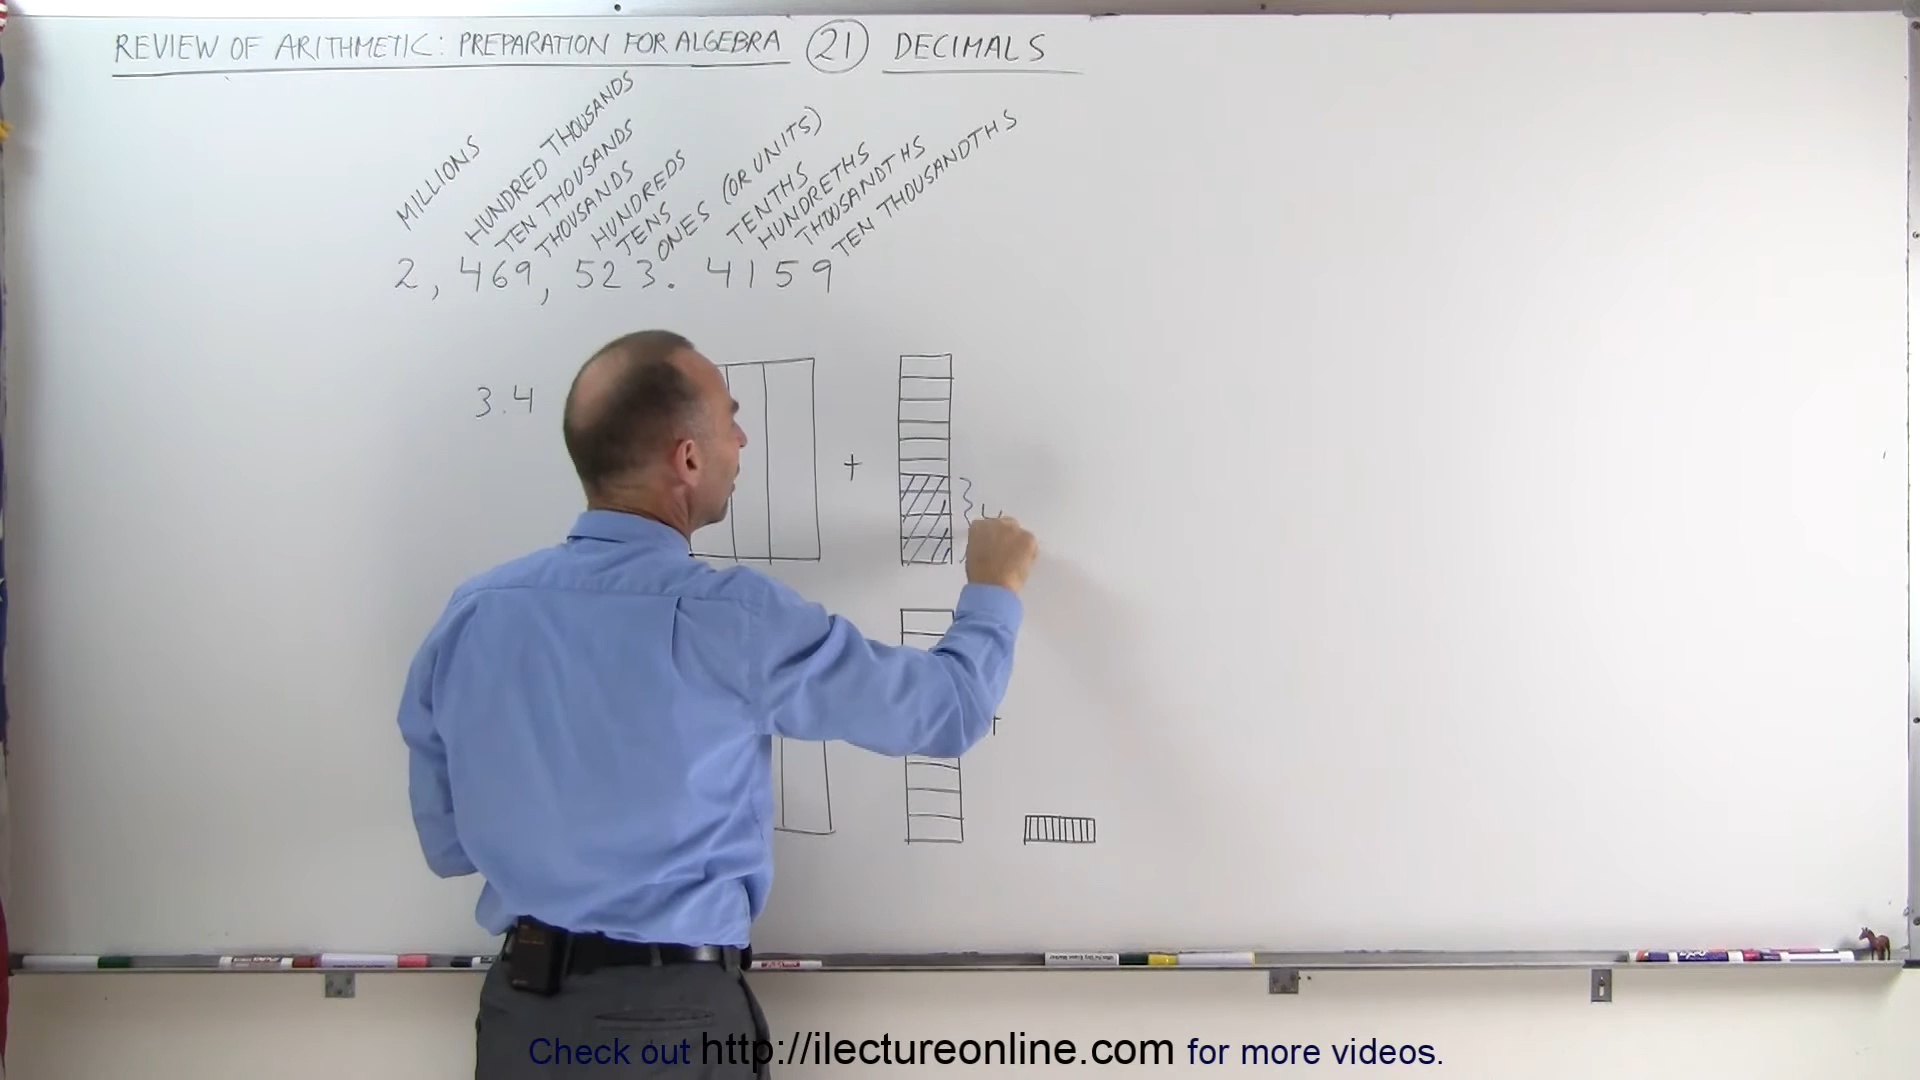 REVIEW OF ARITHMETIC: PREPARATION FOR ALGEBRA 21 DECIMALS
MILLIONS
HUNDRED THOUSANDS
TEN THOUSANDS
THOUSANDS
HUNDREDS
TENS
ONES (OR UNITS)
TENTHS
HUNDRETHS
THOUSANDTHS
TEN THOUSANDTHS
2, 469, 523. 4159
3.4
+
4
+
Check out http://ilectureonline.com for more videos.